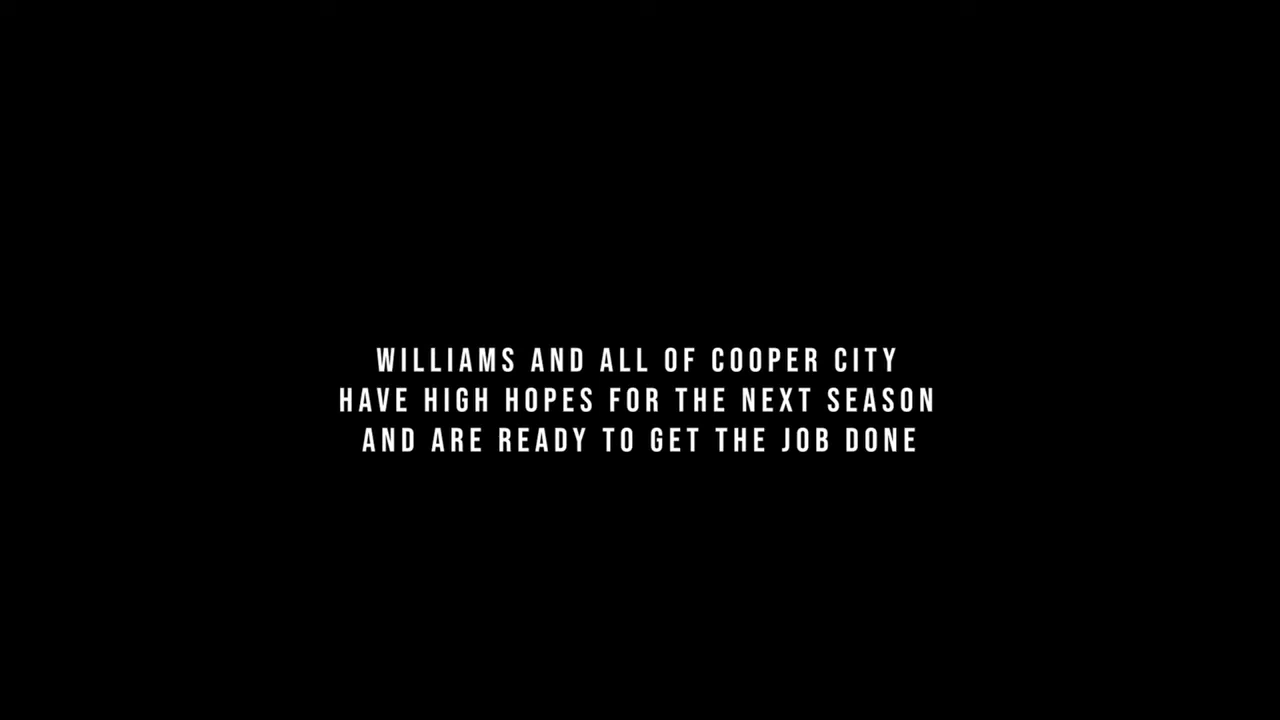 WILLIAMS AND ALL OF COOPER CITY
HAVE HIGH HOPES FOR THE NEXT SEASON
AND ARE READY TO GET THE JOB DONE